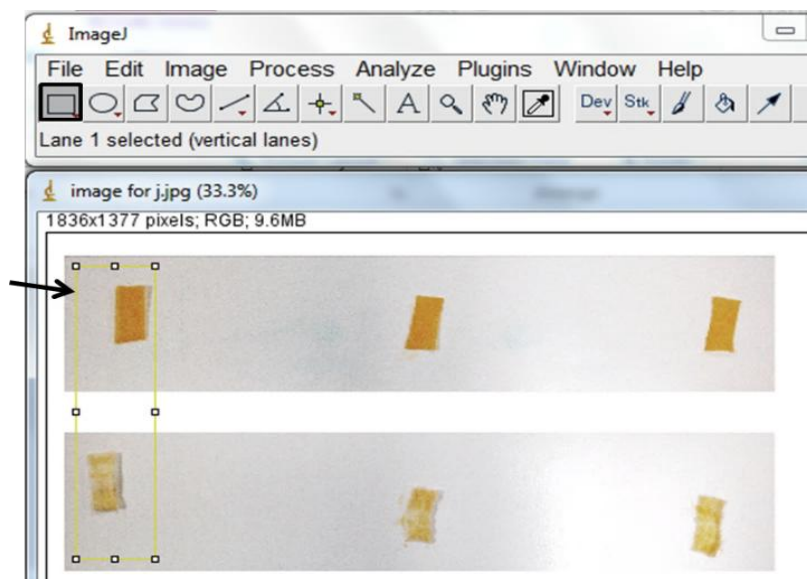 ImageJ
File Edit Image Process Analyze Plugins Window Help
A Dev Stk
Lane 1 selected (vertical lanes)
image for j.jpg (33.3%)
1836x1377 pixels; RGB; 9.6MB